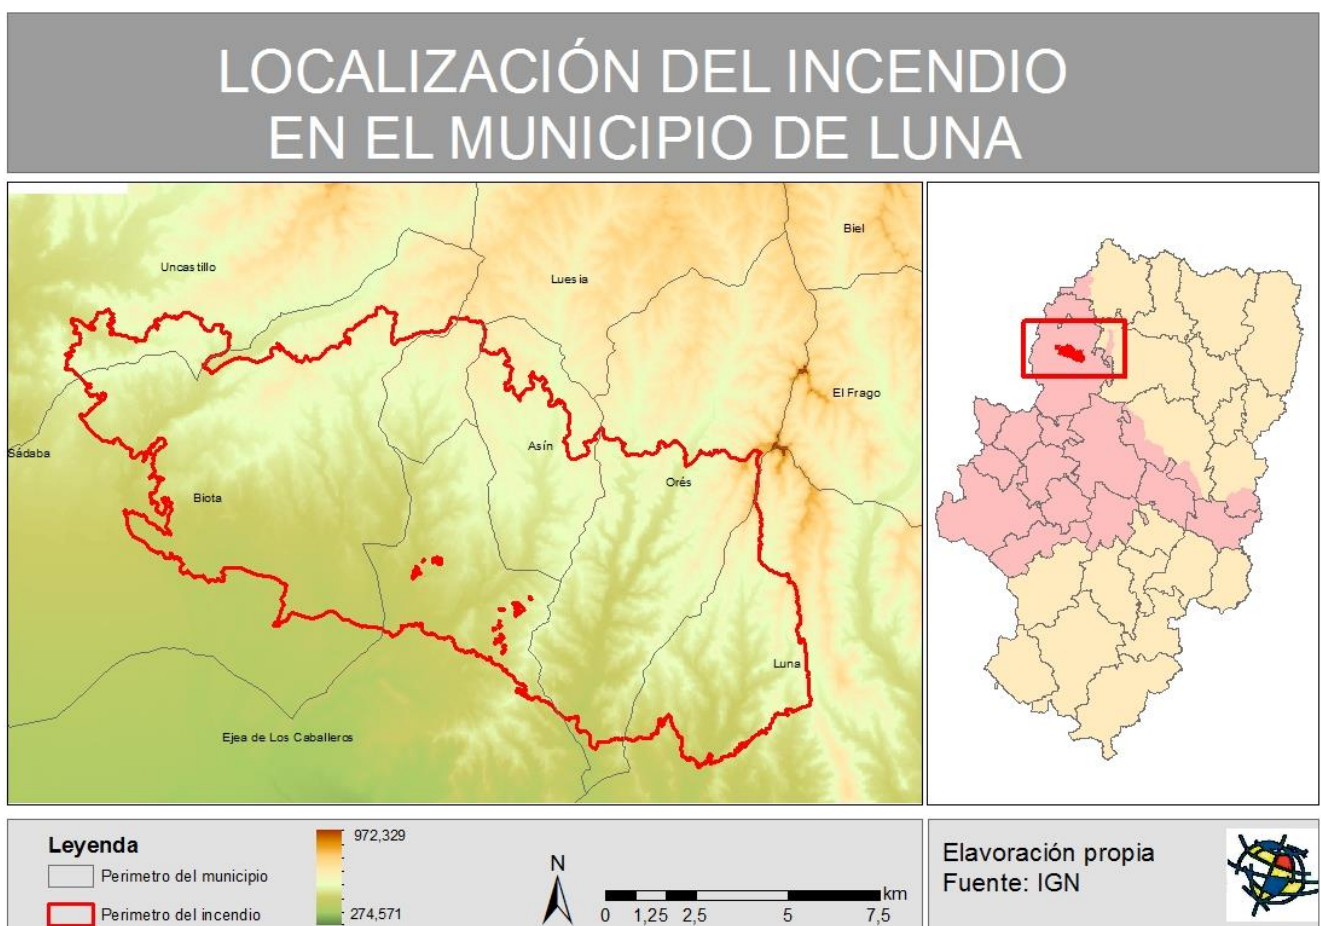 LOCALIZACIÓN DEL INCENDIO
EN EL MUNICIPIO DE LUNA
Biel
Uncastillo
Luesia
El Frago
Asín
Sádaba
Orés
Biota
Luna
Ejea de Los Caballeros
Leyenda
Perimetro del municipio
Perimetro del incendio
972,329
274,571
N
km
0 1,25 2,5 5 7,5
Elavoración propia
Fuente: IGN